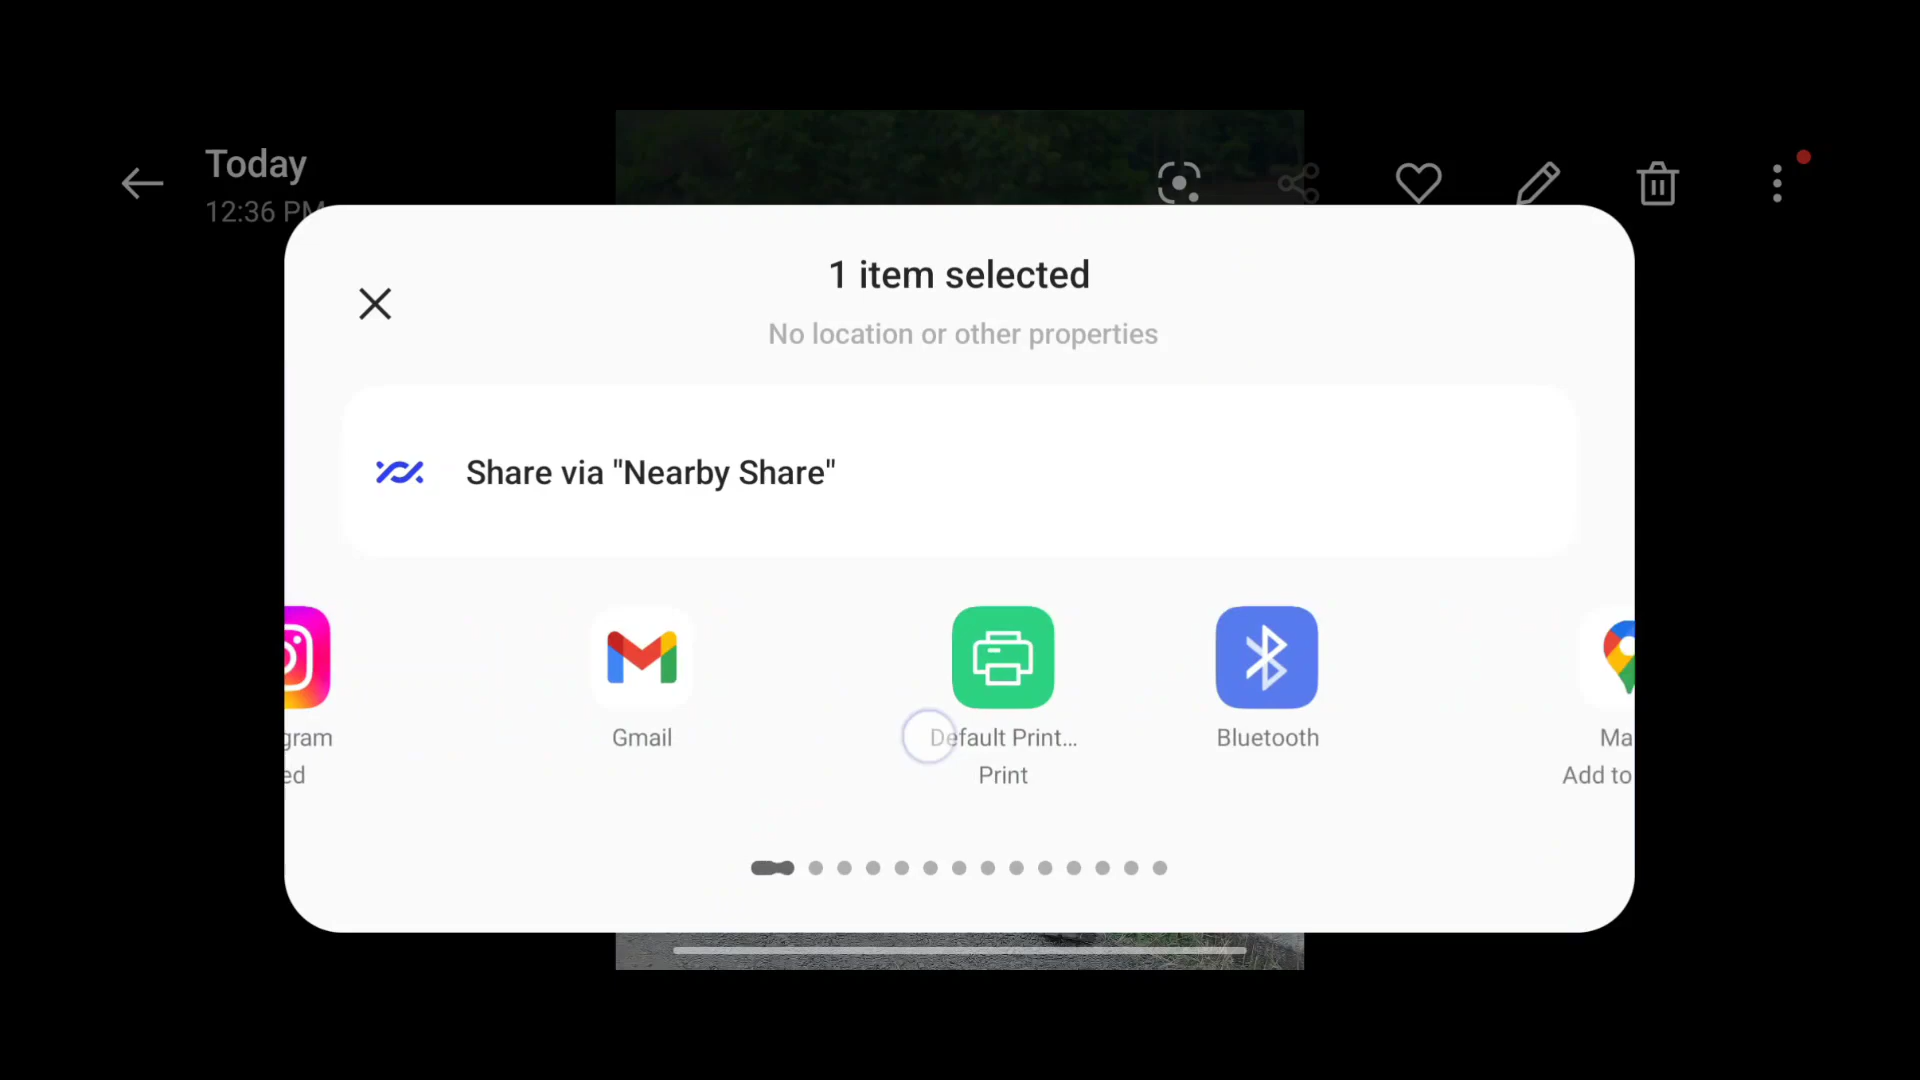 Today
12:36 PM
1 item selected
No location or other properties
Share via "Nearby Share"
gram
ed
Gmail
Default Print...
Print
Bluetooth
Ma
Add to